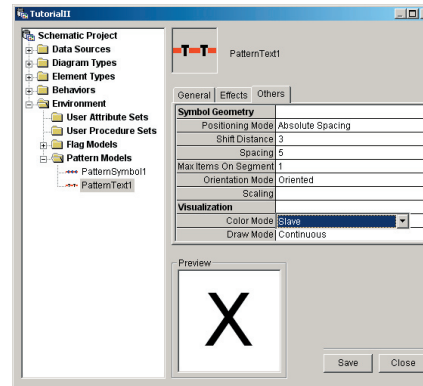 TutorialII
Schematic Project
Data Sources
Diagram Types
Element Types
Behaviors
Environment
User Attribute Sets
User Procedure Sets
Flag Models
Pattern Models
PatternSymbol1
PatternText1
T T PatternText1
General Effects Others
Symbol Geometry
Positioning Mode Absolute Spacing
Shift Distance 3
Spacing 5
Max Items On Segment 1
Orientation Mode Oriented
Scaling
Visualization
Color Mode Slave
Draw Mode Continuous
Preview
X
Save Close